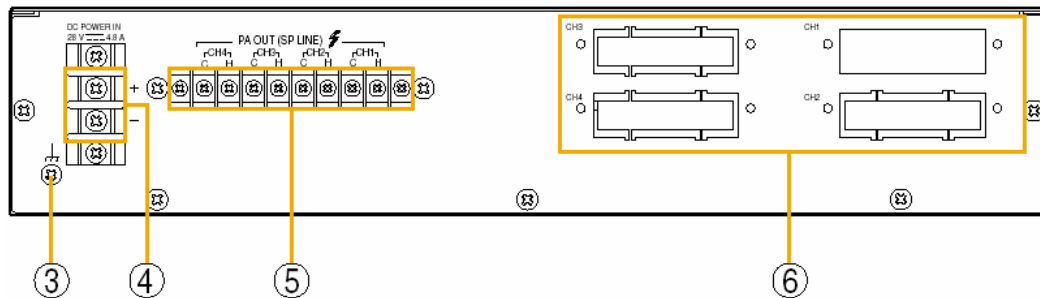 DC POWER IN
28 V ⎓ 4.8 A
+
−
PA OUT (SP LINE)
CH4 CH3 CH2 CH1
C H C H C H C H
CH3
CH1
CH4
CH2
③ ④ ⑤ ⑥